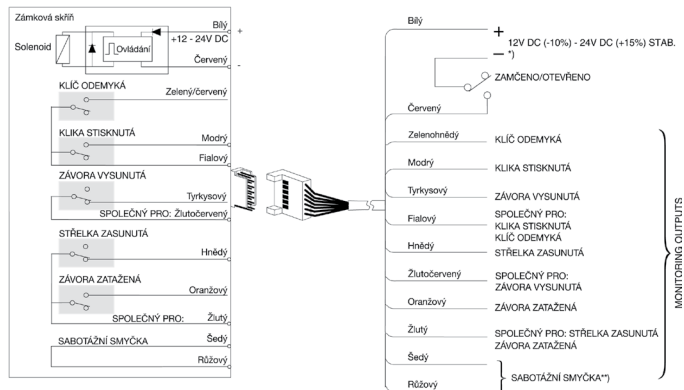 Zámková skříň
Solenoid
Ovládání
Bílý +
+12 - 24V DC
Červený -
KLÍČ ODEMYKÁ
Zelený/červený
KLIKA STISKNUTÁ
Modrý
Fialový
ZÁVORA VYSUNUTÁ
Tyrkysový
SPOLEČNÝ PRO: Žlutočervený
STŘELKA ZASUNUTÁ
Hnědý
ZÁVORA ZATAŽENÁ
Oranžový
SPOLEČNÝ PRO: Žlutý
SABOTÁŽNÍ SMYČKA Šedý
Růžový
Bílý
+
12V DC (-10%) - 24V DC (+15%) STAB.
— *)
ZAMČENO/OTEVŘENO
Červený
Zelenohnědý KLÍČ ODEMYKÁ
Modrý KLIKA STISKNUTÁ
Tyrkysový ZÁVORA VYSUNUTÁ
Fialový SPOLEČNÝ PRO:
KLIKA STISKNUTÁ
KLÍČ ODEMYKÁ
Hnědý STŘELKA ZASUNUTÁ
Žlutočervený SPOLEČNÝ PRO:
ZÁVORA VYSUNUTÁ
Oranžový ZÁVORA ZATAŽENÁ
Žlutý SPOLEČNÝ PRO: STŘELKA ZASUNUTÁ
ZÁVORA ZATAŽENÁ
Šedý
SABOTÁŽNÍ SMYČKA**)
Růžový
MONITORING OUTPUTS